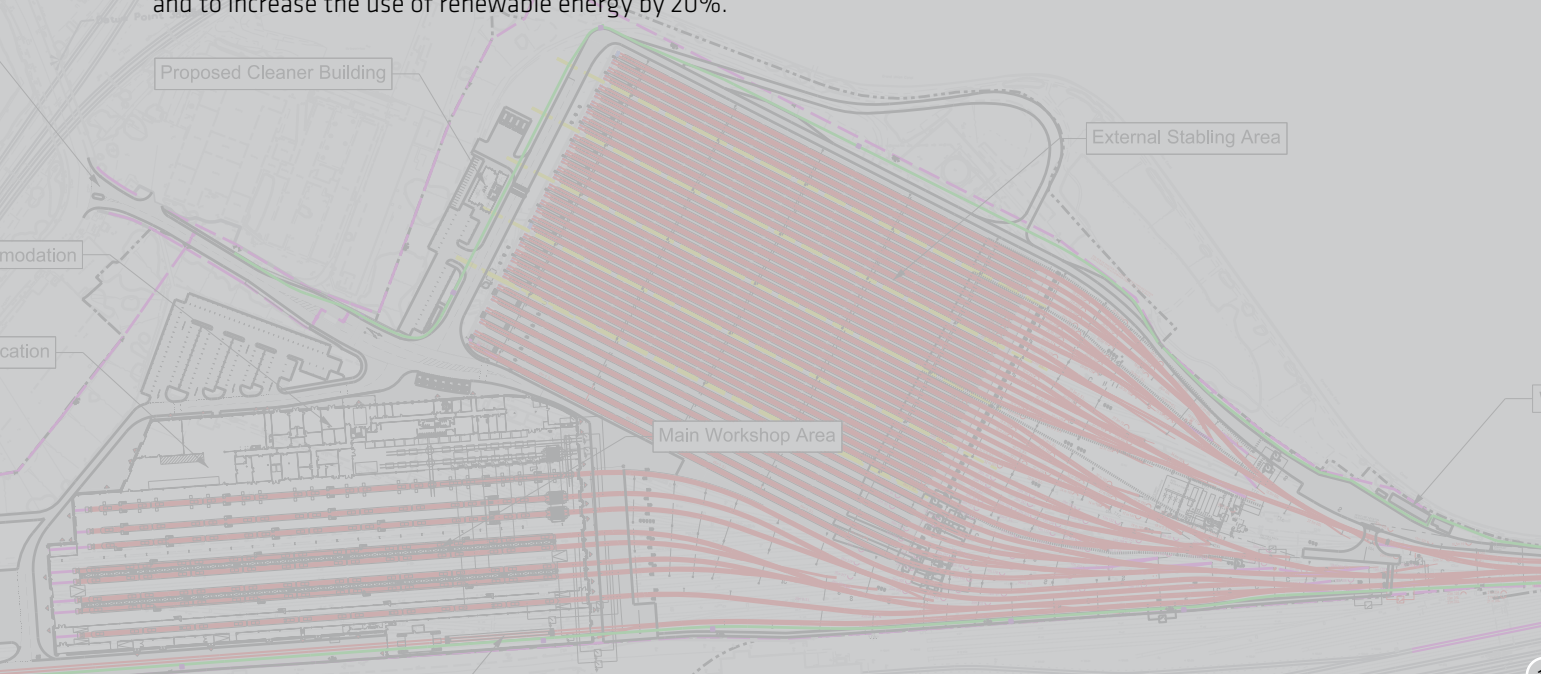 and to increase the use of renewable energy by 20%.
Proposed Cleaner Building
External Stabling Area
modation
cation
Main Workshop Area